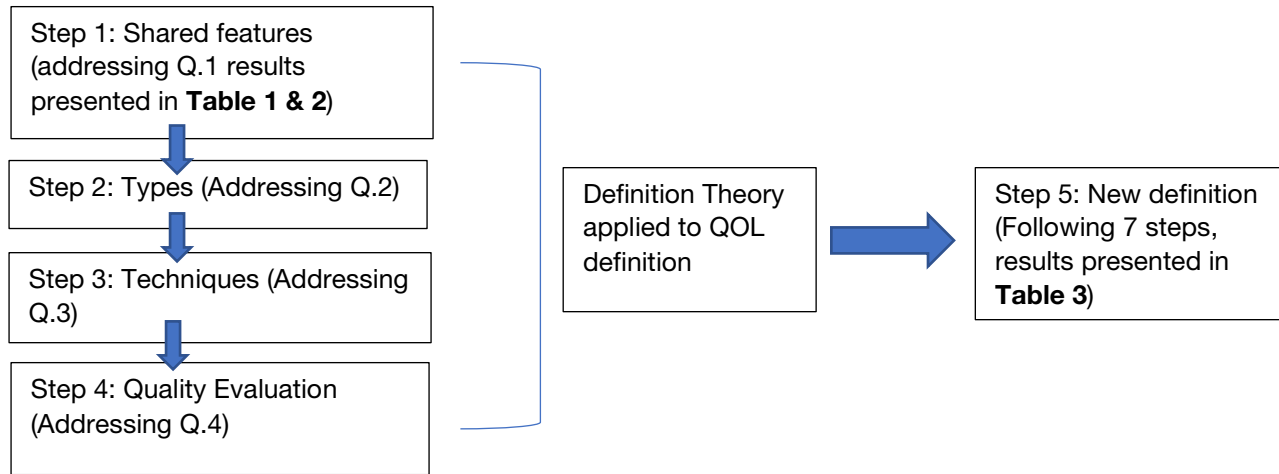 Step 1: Shared features
(addressing Q.1 results
presented in Table 1 & 2)
Step 2: Types (Addressing Q.2)
Step 3: Techniques (Addressing
Q.3)
Step 4: Quality Evaluation
(Addressing Q.4)
Definition Theory
applied to QOL
definition
Step 5: New definition
(Following 7 steps,
results presented in
Table 3)